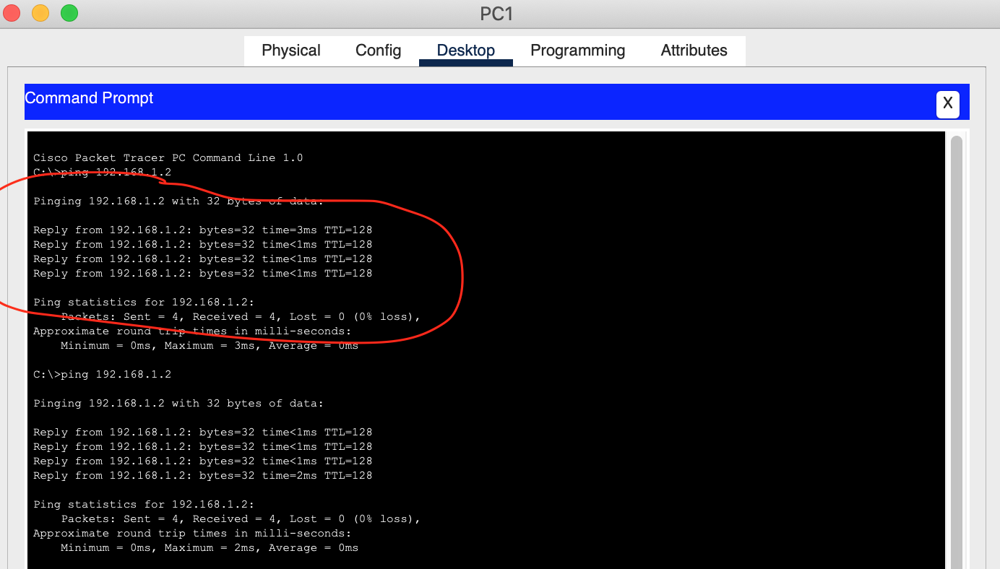 PC1
Physical Config Desktop Programming Attributes
Command Prompt
X
Cisco Packet Tracer PC Command Line 1.0
C:\>ping 192.168.1.2
Pinging 192.168.1.2 with 32 bytes of data:
Reply from 192.168.1.2: bytes=32 time=3ms TTL=128
Reply from 192.168.1.2: bytes=32 time<1ms TTL=128
Reply from 192.168.1.2: bytes=32 time<1ms TTL=128
Reply from 192.168.1.2: bytes=32 time<1ms TTL=128
Ping statistics for 192.168.1.2:
    Packets: Sent = 4, Received = 4, Lost = 0 (0% loss),
Approximate round trip times in milli-seconds:
    Minimum = 0ms, Maximum = 3ms, Average = 0ms
C:\>ping 192.168.1.2
Pinging 192.168.1.2 with 32 bytes of data:
Reply from 192.168.1.2: bytes=32 time<1ms TTL=128
Reply from 192.168.1.2: bytes=32 time<1ms TTL=128
Reply from 192.168.1.2: bytes=32 time<1ms TTL=128
Reply from 192.168.1.2: bytes=32 time=2ms TTL=128
Ping statistics for 192.168.1.2:
    Packets: Sent = 4, Received = 4, Lost = 0 (0% loss),
Approximate round trip times in milli-seconds:
    Minimum = 0ms, Maximum = 2ms, Average = 0ms